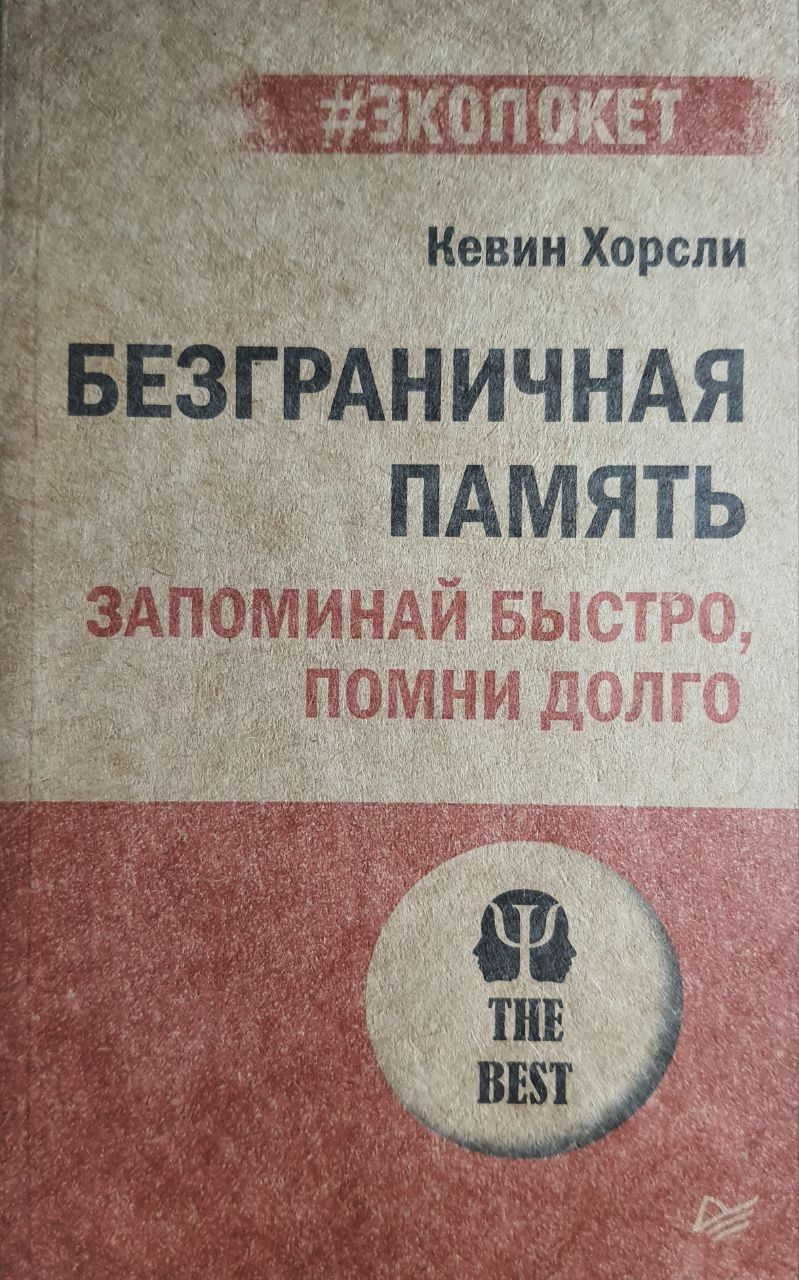 #ЭКОПОКЕТ
Кевин Хорсли
БЕЗГРАНИЧНАЯ
ПАМЯТЬ
ЗАПОМИНАЙ БЫСТРО,
ПОМНИ ДОЛГО
THE
BEST